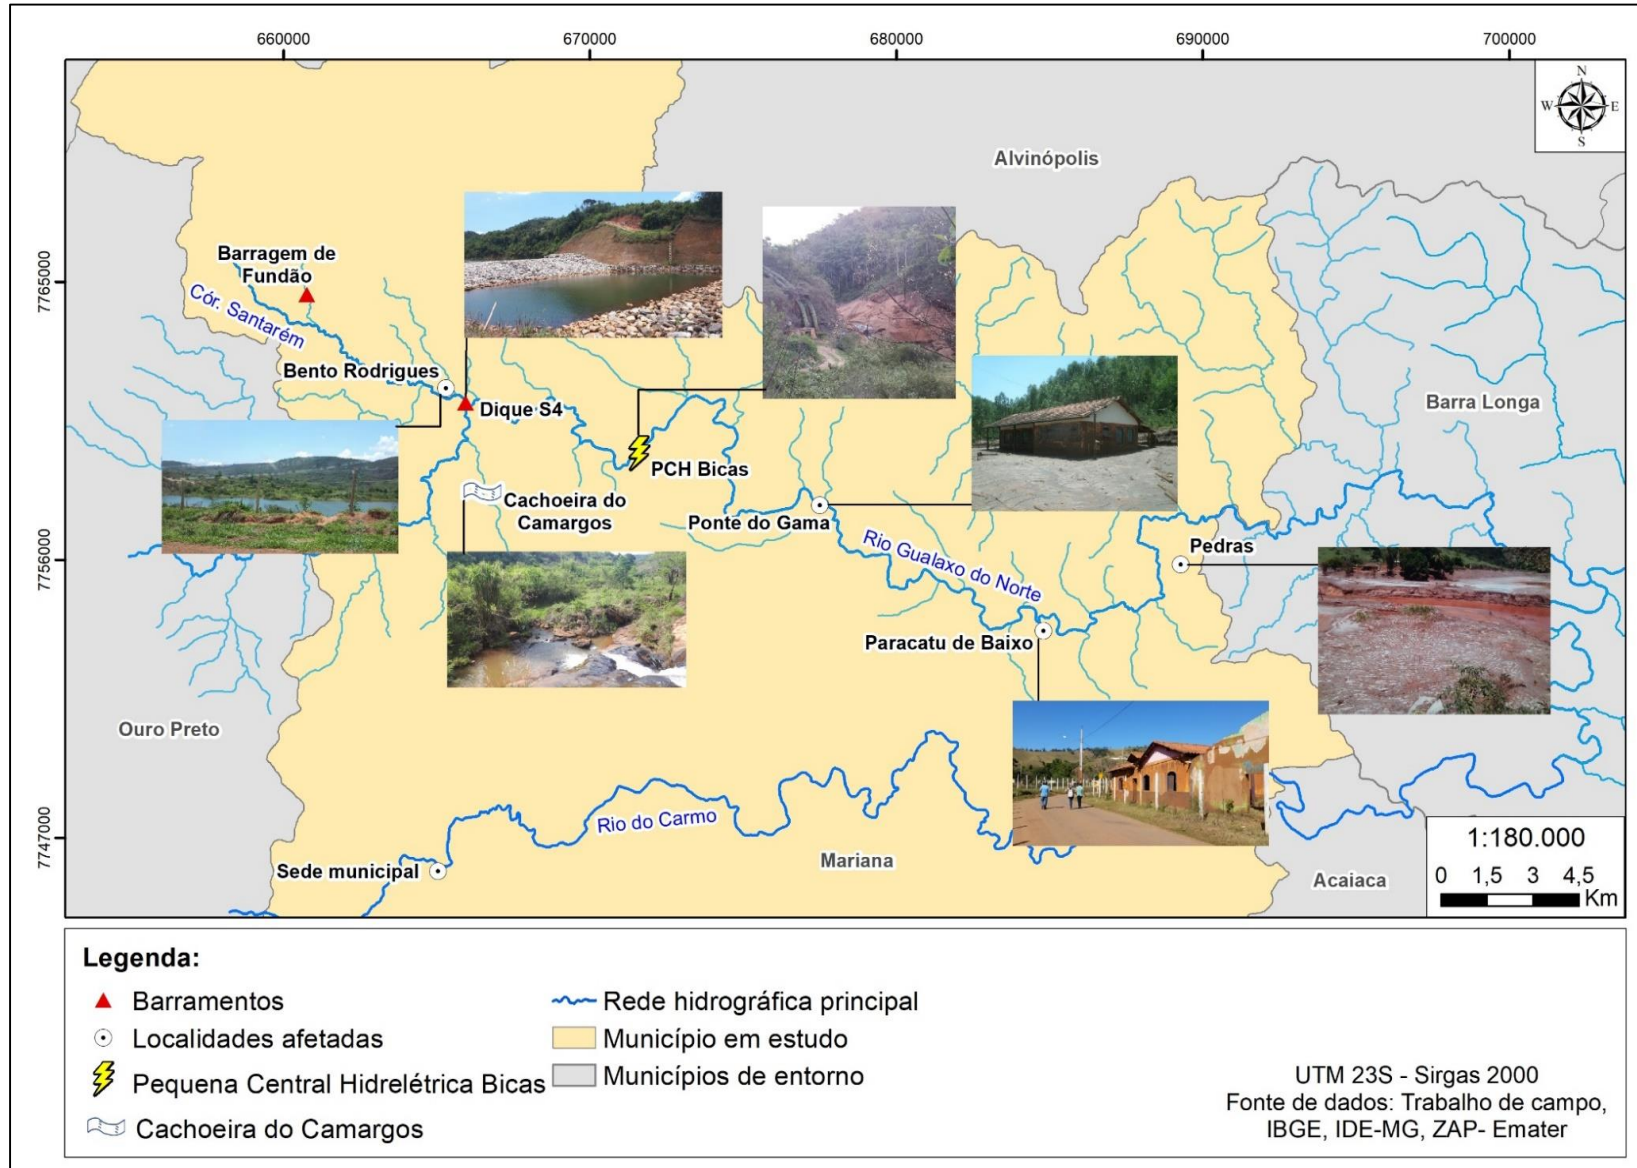 660000
670000
680000
690000
700000
N
W
E
S
Alvinópolis
Barragem de
Fundão
7765000
Cór. Santarém
Bento Rodrigues
Dique S4
Barra Longa
PCH Bicas
Cachoeira do
Camargos
Ponte do Gama
Rio Gualaxo do Norte
Pedras
7756000
Paracatu de Baixo
Ouro Preto
Rio do Carmo
7747000
Mariana
Sede municipal
Acaiaca
1:180.000
0 1,5 3 4,5
Km
Legenda:
Barramentos
Localidades afetadas
Pequena Central Hidrelétrica Bicas
Cachoeira do Camargos
Rede hidrográfica principal
Município em estudo
Municípios de entorno
UTM 23S - Sirgas 2000
Fonte de dados: Trabalho de campo,
IBGE, IDE-MG, ZAP- Emater